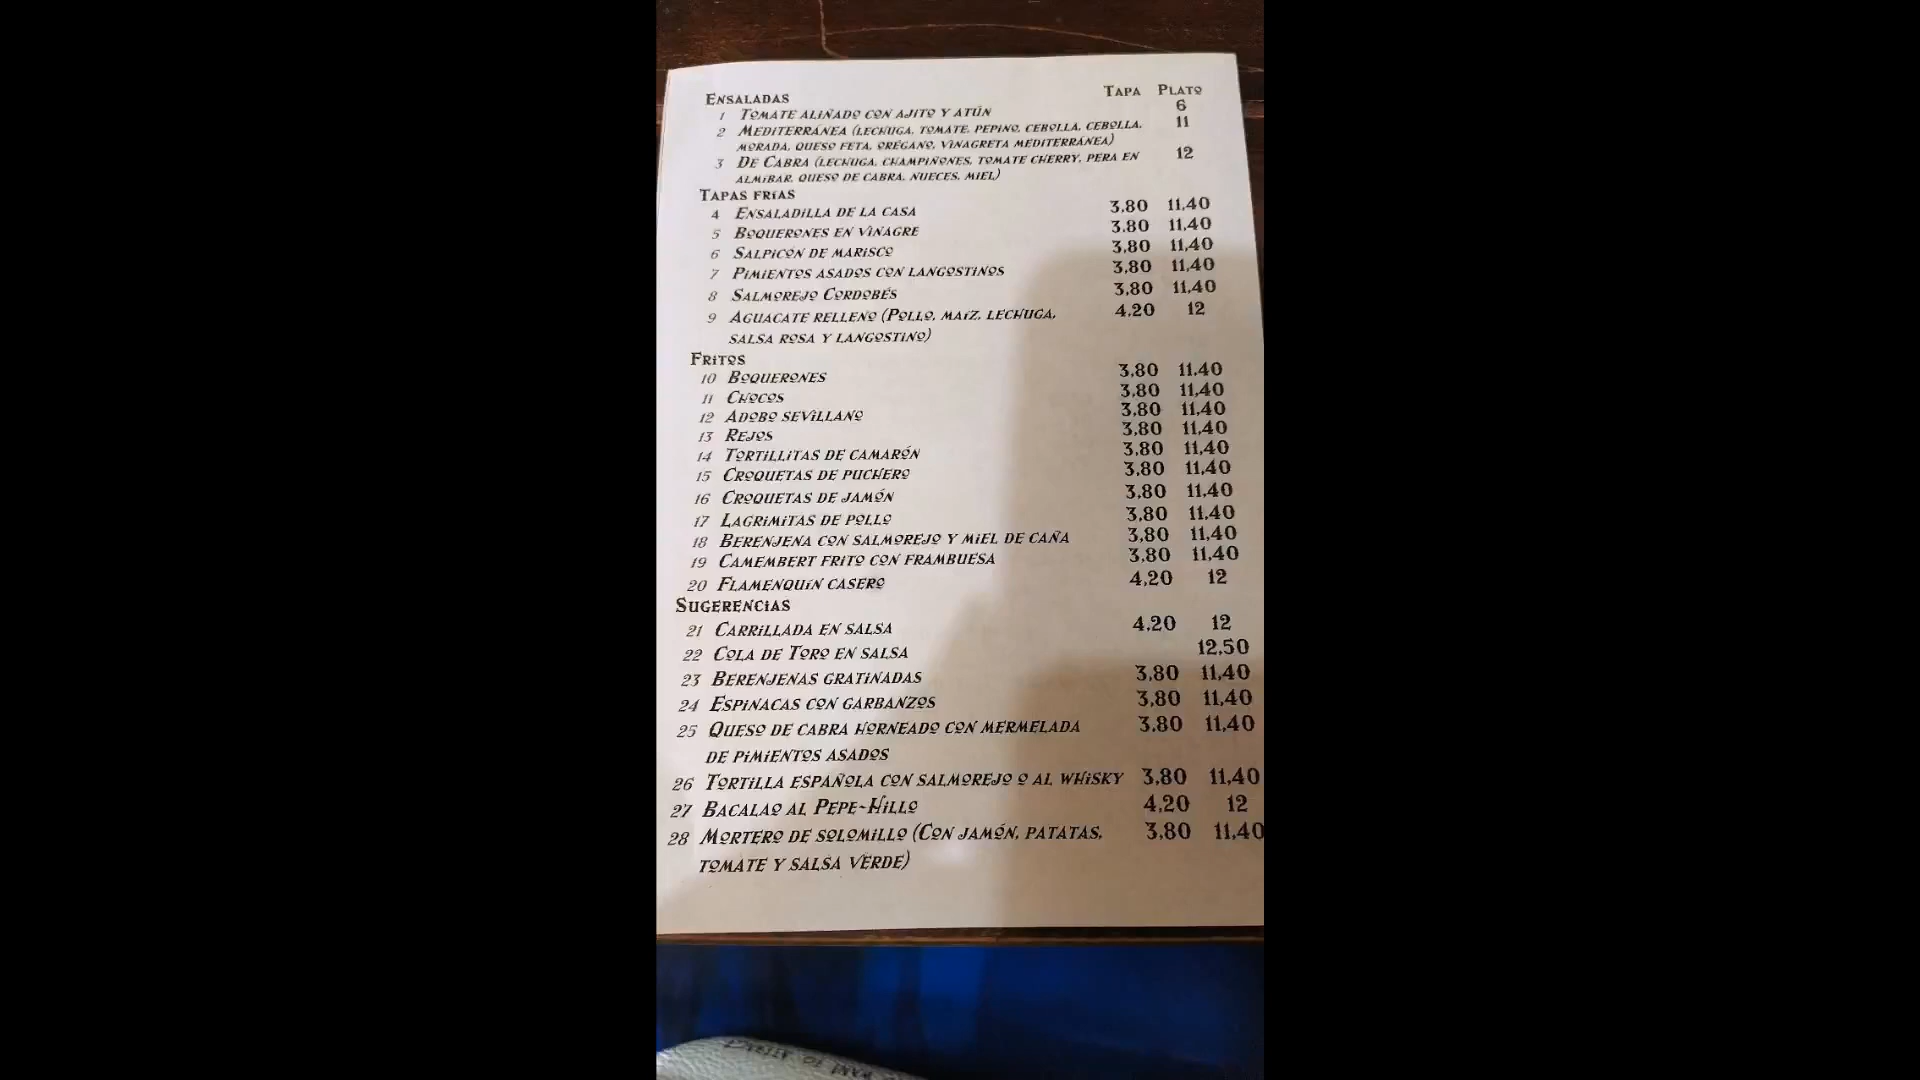 ENSALADAS TAPA PLATO
1 TOMATE ALIÑADO CON AJITO Y ATÚN 6
2 MEDITERRÁNEA (LECHUGA, TOMATE, PEPINO, CEBOLLA, CEBOLLA, 11
MORADA, QUESO FETA, ORÉGANO, VINAGRETA MEDITERRÁNEA)
3 DE CABRA (LECHUGA, CHAMPIÑONES, TOMATE CHERRY, PERA EN 12
ALMÍBAR, QUESO DE CABRA, NUECES, MIEL)
TAPAS FRÍAS
4 ENSALADILLA DE LA CASA 3,80 11,40
5 BOQUERONES EN VINAGRE 3,80 11,40
6 SALPICÓN DE MARISCO 3,80 11,40
7 PIMIENTOS ASADOS CON LANGOSTINOS 3,80 11,40
8 SALMOREJO CORDOBÉS 3,80 11,40
9 AGUACATE RELLENO (POLLO, MAÍZ, LECHUGA, 4,20 12
SALSA ROSA Y LANGOSTINO)
FRITOS
10 BOQUERONES 3,80 11,40
11 CHOCOS 3,80 11,40
12 ADOBO SEVILLANO 3,80 11,40
13 REJOS 3,80 11,40
14 TORTILLITAS DE CAMARÓN 3,80 11,40
15 CROQUETAS DE PUCHERO 3,80 11,40
16 CROQUETAS DE JAMÓN 3,80 11,40
17 LAGRIMITAS DE POLLO 3,80 11,40
18 BERENJENA CON SALMOREJO Y MIEL DE CAÑA 3,80 11,40
19 CAMEMBERT FRITO CON FRAMBUESA 3,80 11,40
20 FLAMENQUÍN CASERO 4,20 12
SUGERENCIAS
21 CARRILLADA EN SALSA 4,20 12
22 COLA DE TORO EN SALSA 12,50
23 BERENJENAS GRATINADAS 3,80 11,40
24 ESPINACAS CON GARBANZOS 3,80 11,40
25 QUESO DE CABRA HORNEADO CON MERMELADA 3,80 11,40
DE PIMIENTOS ASADOS
26 TORTILLA ESPAÑOLA CON SALMOREJO O AL WHISKY 3,80 11,40
27 BACALAO AL PEPE-HILLO 4,20 12
28 MORTERO DE SOLOMILLO (CON JAMÓN, PATATAS, 3,80 11,40
TOMATE Y SALSA VERDE)